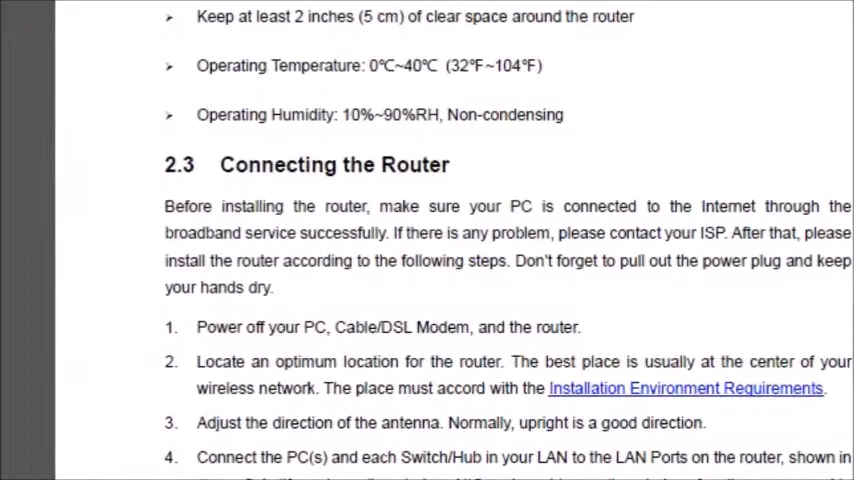 ➢ Keep at least 2 inches (5 cm) of clear space around the router
➢ Operating Temperature: 0℃~40℃ (32℉~104℉)
➢ Operating Humidity: 10%~90%RH, Non-condensing
2.3 Connecting the Router
Before installing the router, make sure your PC is connected to the Internet through the
broadband service successfully. If there is any problem, please contact your ISP. After that, please
install the router according to the following steps. Don't forget to pull out the power plug and keep
your hands dry.
1. Power off your PC, Cable/DSL Modem, and the router.
2. Locate an optimum location for the router. The best place is usually at the center of your
wireless network. The place must accord with the Installation Environment Requirements.
3. Adjust the direction of the antenna. Normally, upright is a good direction.
4. Connect the PC(s) and each Switch/Hub in your LAN to the LAN Ports on the router, shown in